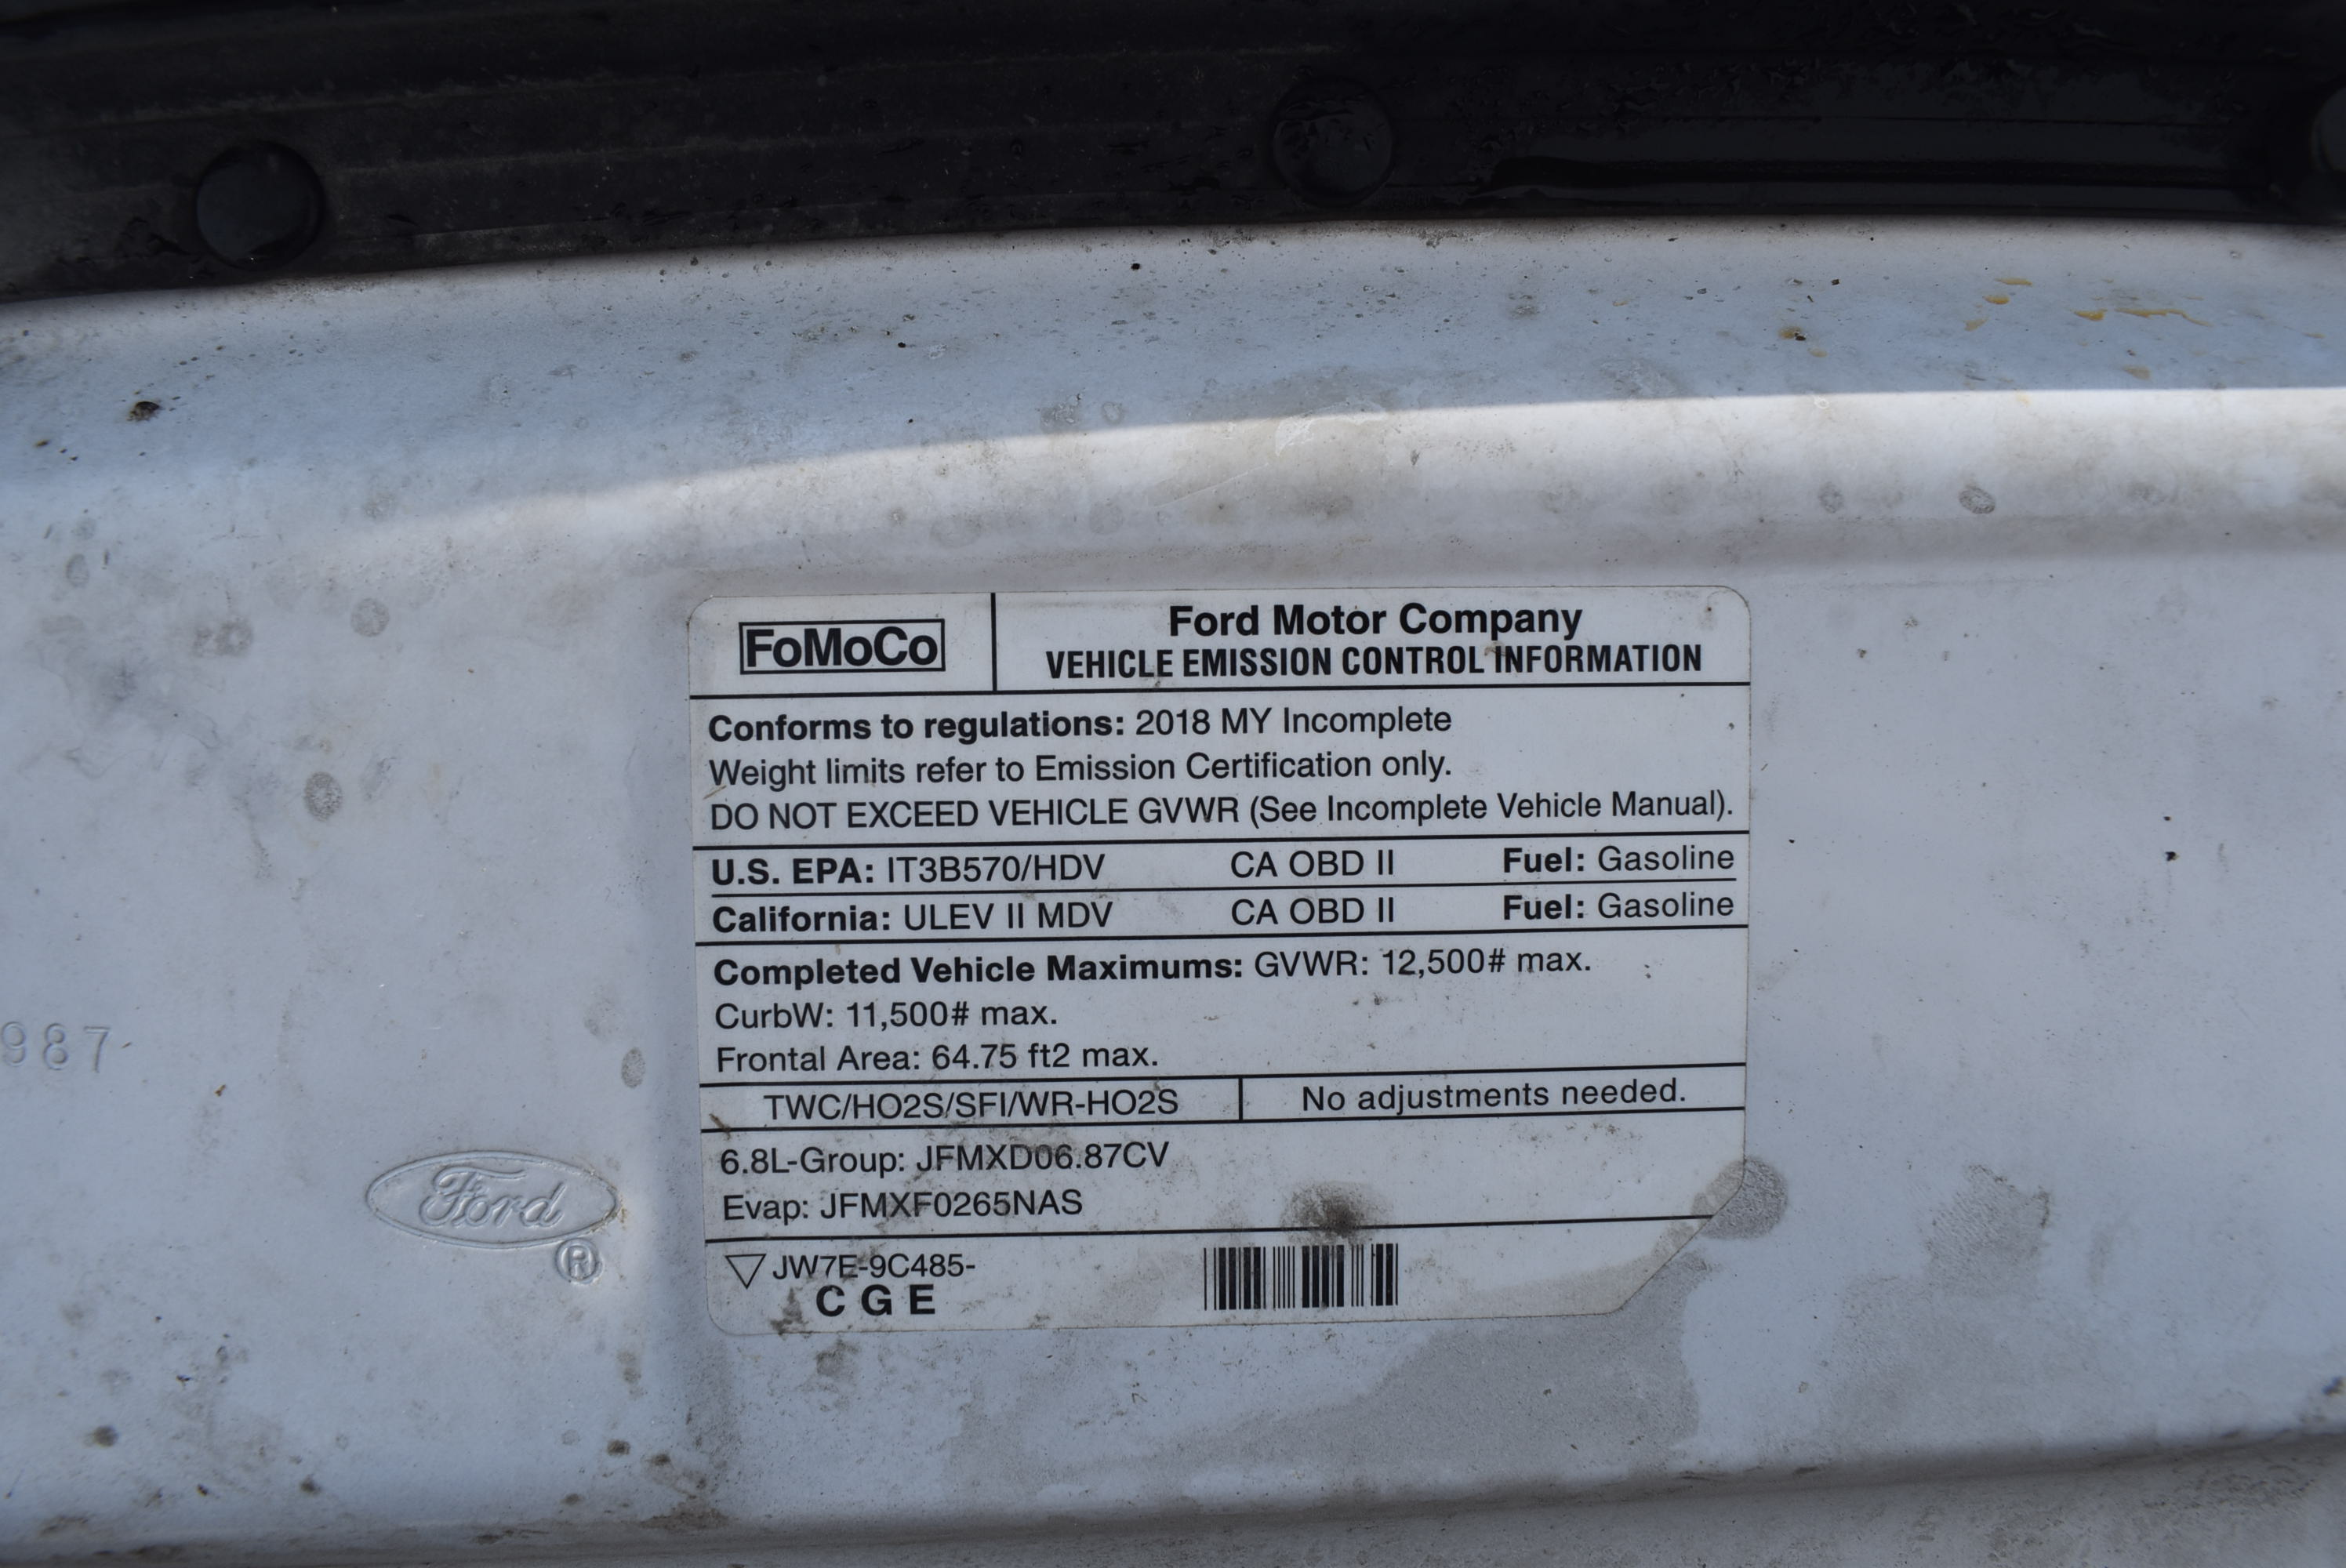 FoMoCo
Ford Motor Company
VEHICLE EMISSION CONTROL INFORMATION
Conforms to regulations: 2018 MY Incomplete
Weight limits refer to Emission Certification only.
DO NOT EXCEED VEHICLE GVWR (See Incomplete Vehicle Manual).
U.S. EPA: IT3B570/HDV CA OBD II Fuel: Gasoline
California: ULEV II MDV CA OBD II Fuel: Gasoline
Completed Vehicle Maximums: GVWR: 12,500# max.
CurbW: 11,500# max.
Frontal Area: 64.75 ft2 max.
TWC/HO2S/SFI/WR-HO2S No adjustments needed.
6.8L-Group: JFMXD06.87CV
Evap: JFMXF0265NAS
JW7E-9C485-
C G E
987
Ford
®